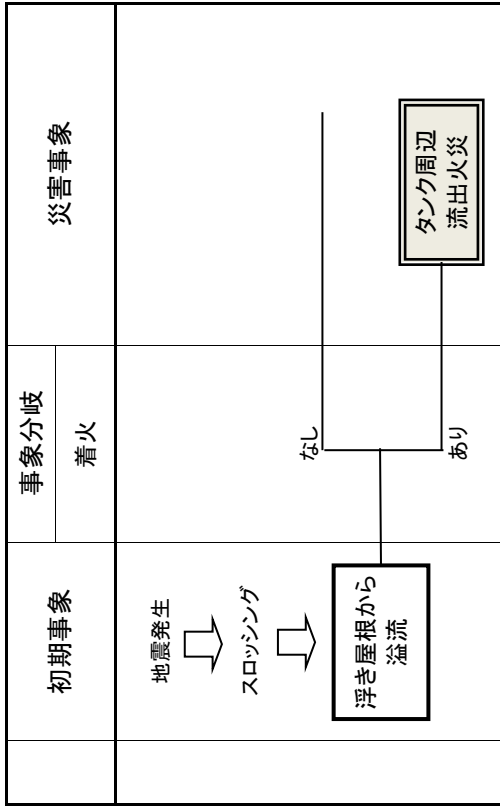 初期事象
事象分岐
着火
災害事象
地震発生
スロッシング
浮き屋根から
溢流
なし
あり
タンク周辺
流出火災